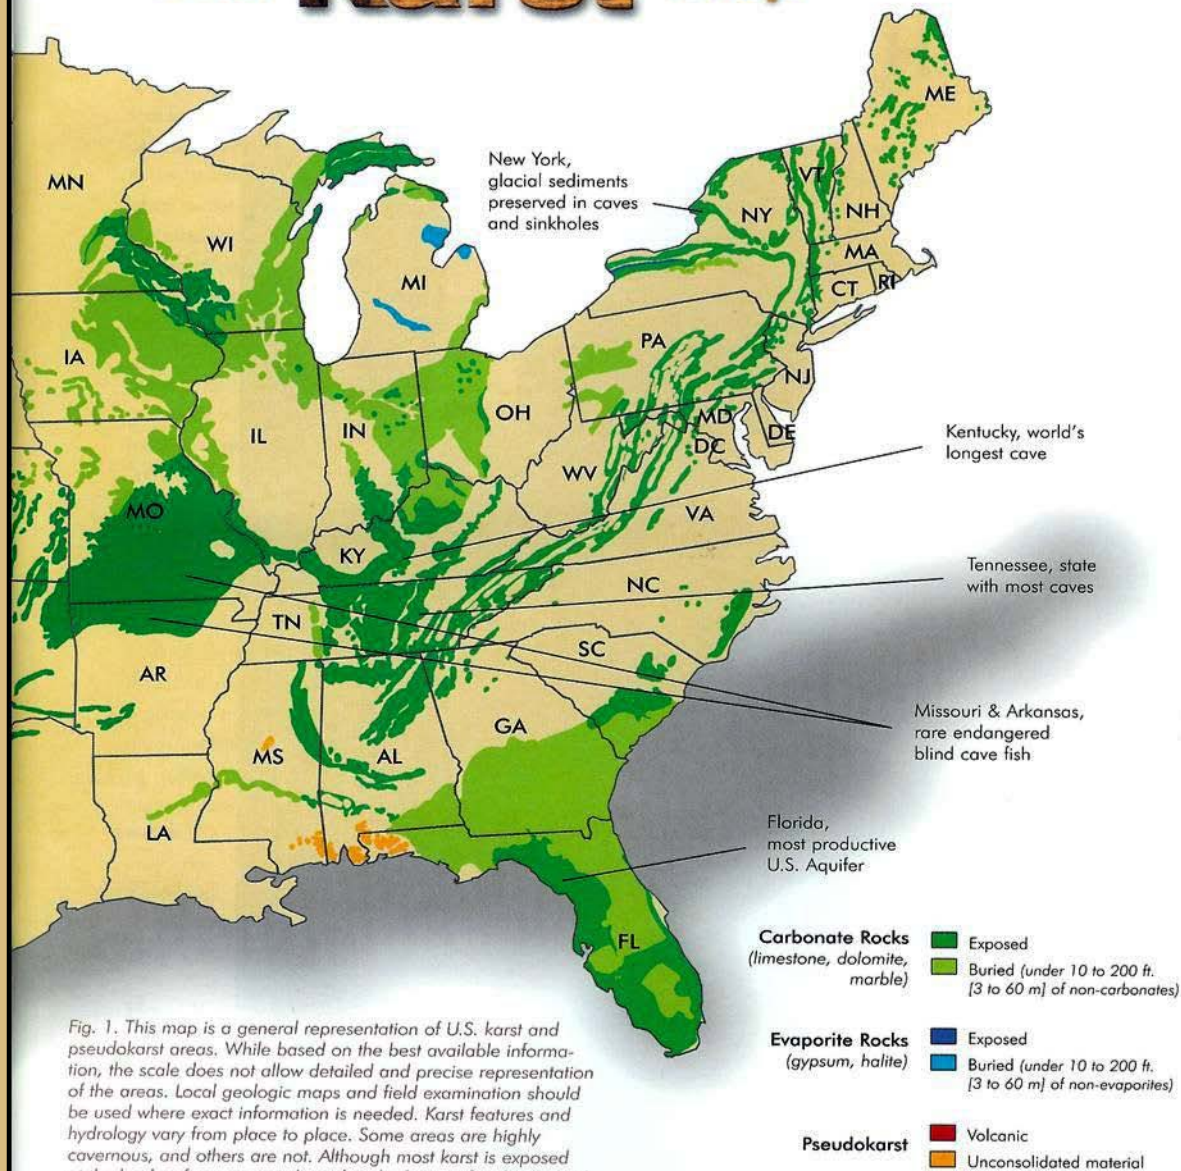 Karst
ME
MN
New York,
glacial sediments
preserved in caves
and sinkholes
VT
NY
NH
WI
MA
MI
CT
RI
IA
PA
NJ
OH
IL
IN
MD
DE
DC
Kentucky, world's
longest cave
WV
MO
VA
KY
Tennessee, state
with most caves
NC
TN
SC
AR
Missouri & Arkansas,
rare endangered
blind cave fish
GA
MS
AL
LA
Florida,
most productive
U.S. Aquifer
FL
Carbonate Rocks
(limestone, dolomite,
marble)
Exposed
Buried (under 10 to 200 ft.
[3 to 60 m] of non-carbonates)
Evaporite Rocks
(gypsum, halite)
Exposed
Buried (under 10 to 200 ft.
[3 to 60 m] of non-evaporites)
Pseudokarst
Volcanic
Unconsolidated material
Fig. 1. This map is a general representation of U.S. karst and
pseudokarst areas. While based on the best available informa-
tion, the scale does not allow detailed and precise representation
of the areas. Local geologic maps and field examination should
be used where exact information is needed. Karst features and
hydrology vary from place to place. Some areas are highly
cavernous, and others are not. Although most karst is exposed